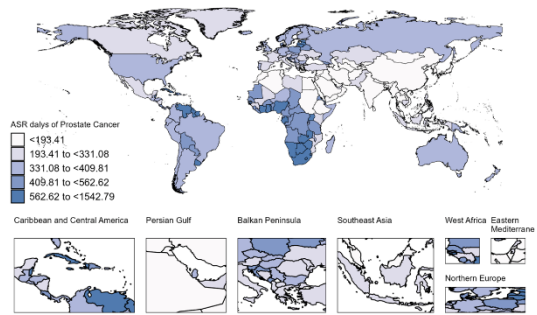 ASR dalys of Prostate Cancer
<193.41
193.41 to <331.08
331.08 to <409.81
409.81 to <562.62
562.62 to <1542.79
Caribbean and Central America
Persian Gulf
Balkan Peninsula
Southeast Asia
West Africa
Eastern
Mediterrane
Northern Europe